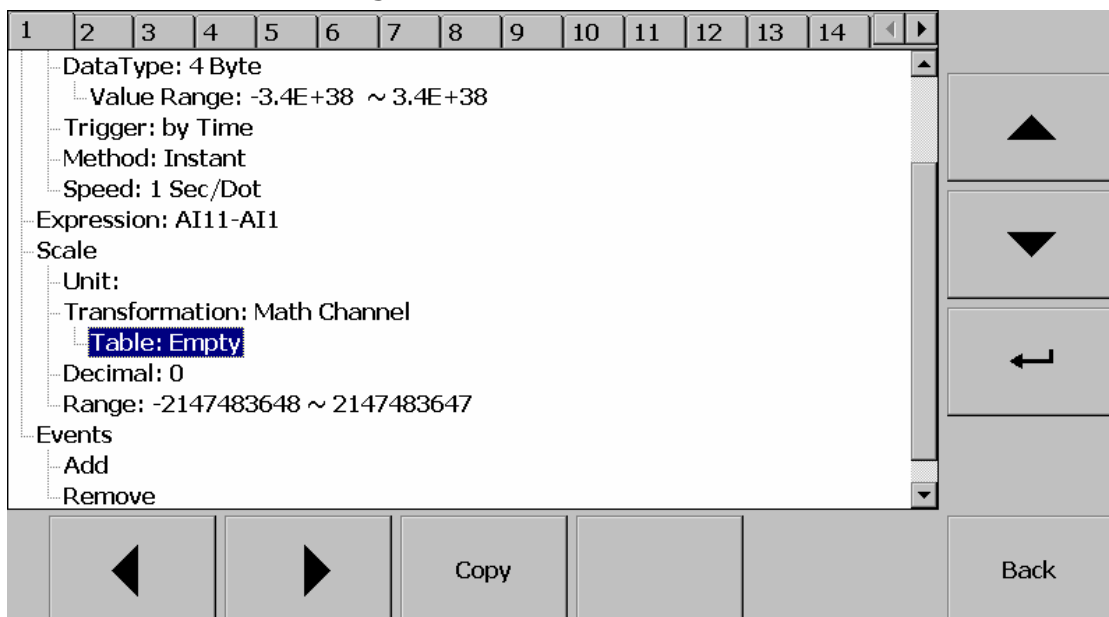 1 2 3 4 5 6 7 8 9 10 11 12 13 14
DataType: 4 Byte
Value Range: -3.4E+38 ~ 3.4E+38
Trigger: by Time
Method: Instant
Speed: 1 Sec/Dot
Expression: AI11-AI1
Scale
Unit:
Transformation: Math Channel
Table: Empty
Decimal: 0
Range: -2147483648 ~ 2147483647
Events
Add
Remove
Copy Back